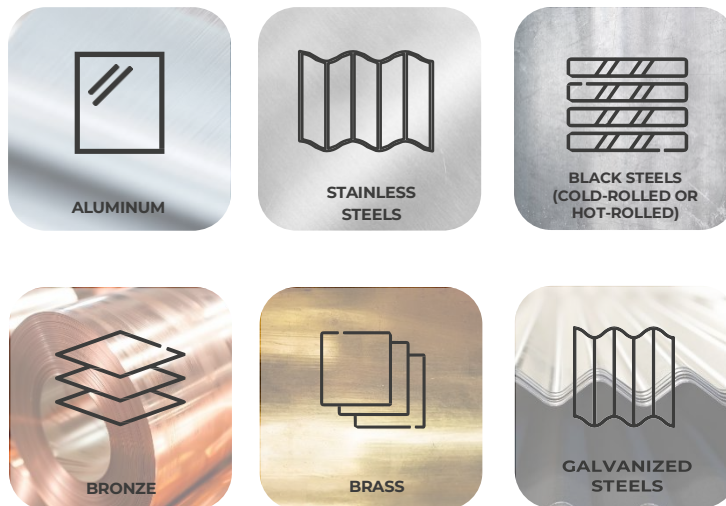 ALUMINUM
STAINLESS
STEELS
BLACK STEELS
(COLD-ROLLED OR
HOT-ROLLED)
BRONZE
BRASS
GALVANIZED
STEELS